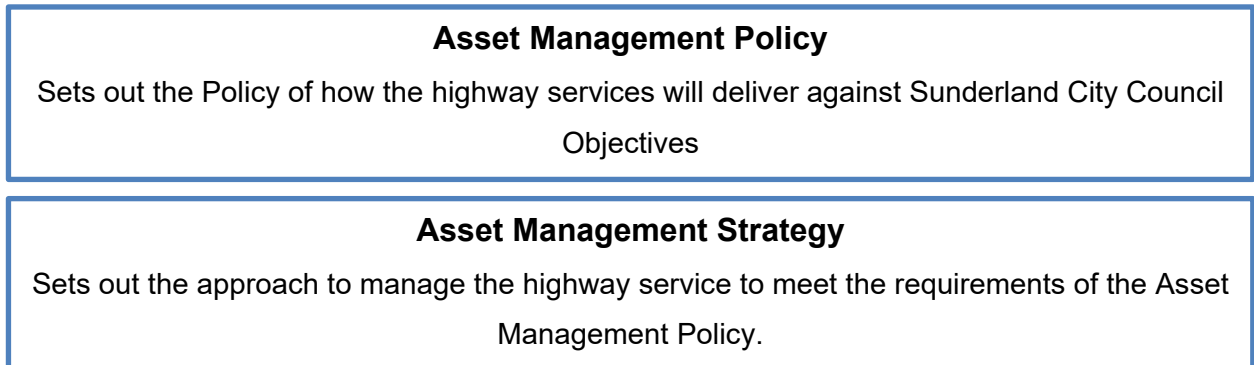 Asset Management Policy
Sets out the Policy of how the highway services will deliver against Sunderland City Council
Objectives
Asset Management Strategy
Sets out the approach to manage the highway service to meet the requirements of the Asset
Management Policy.